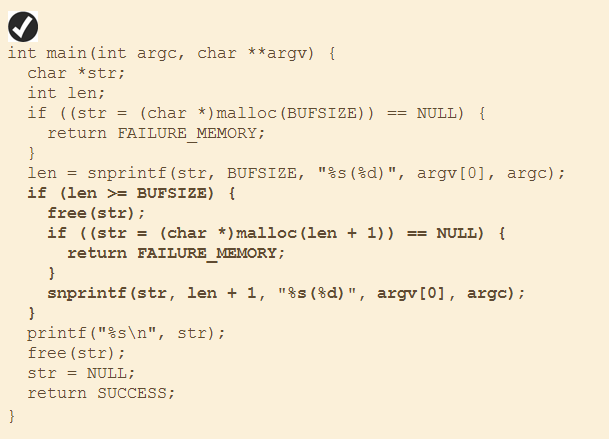 int main(int argc, char **argv) {
  char *str;
  int len;
  if ((str = (char *)malloc(BUFSIZE)) == NULL) {
    return FAILURE_MEMORY;
  }
  len = snprintf(str, BUFSIZE, "%s(%d)", argv[0], argc);
  if (len >= BUFSIZE) {
    free(str);
    if ((str = (char *)malloc(len + 1)) == NULL) {
      return FAILURE_MEMORY;
    }
    snprintf(str, len + 1, "%s(%d)", argv[0], argc);
  }
  printf("%s\n", str);
  free(str);
  str = NULL;
  return SUCCESS;
}